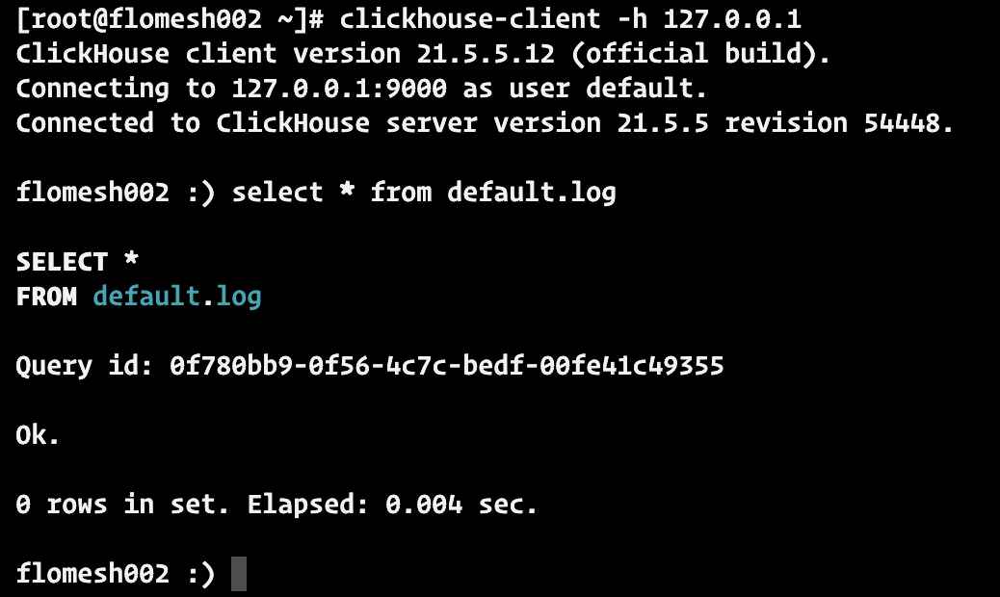 [root@flomesh002 ~]# clickhouse-client -h 127.0.0.1
ClickHouse client version 21.5.5.12 (official build).
Connecting to 127.0.0.1:9000 as user default.
Connected to ClickHouse server version 21.5.5 revision 54448.
flomesh002 :) select * from default.log
SELECT *
FROM default.log
Query id: 0f780bb9-0f56-4c7c-bedf-00fe41c49355
Ok.
0 rows in set. Elapsed: 0.004 sec.
flomesh002 :)